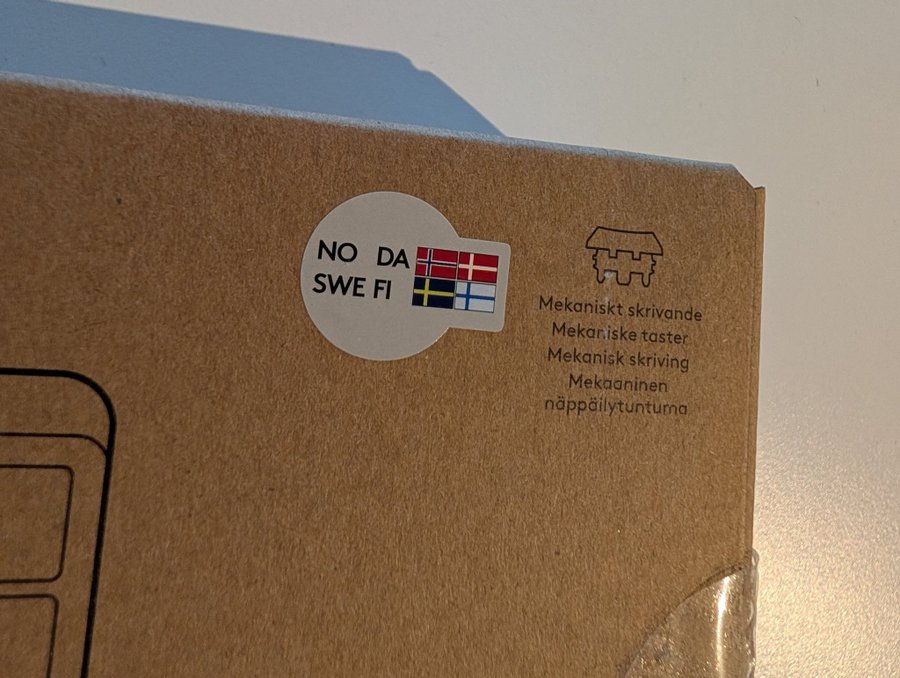 NO DA
SWE FI
Mekaniskt skrivande
Mekaniske taster
Mekanisk skriving
Mekaaninen
näppäilytuntuma